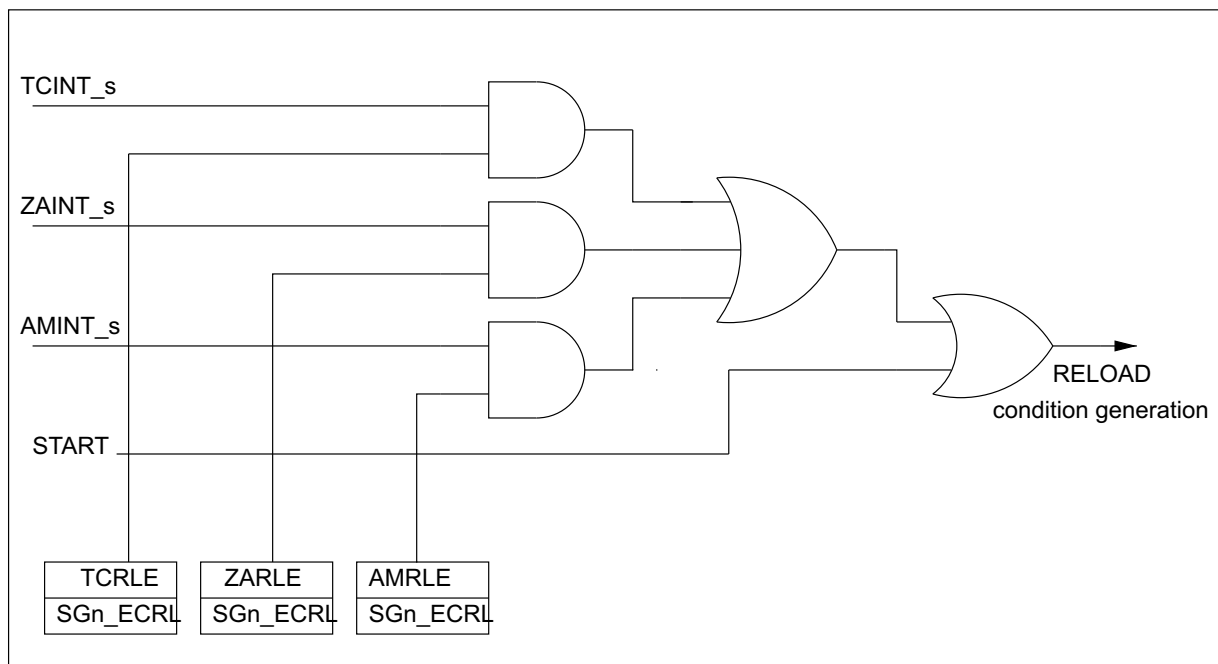 TCINT_s
ZAINT_s
AMINT_s
RELOAD
condition generation
START
TCRLE
SGn_ECRL
ZARLE
SGn_ECRL
AMRLE
SGn_ECRL